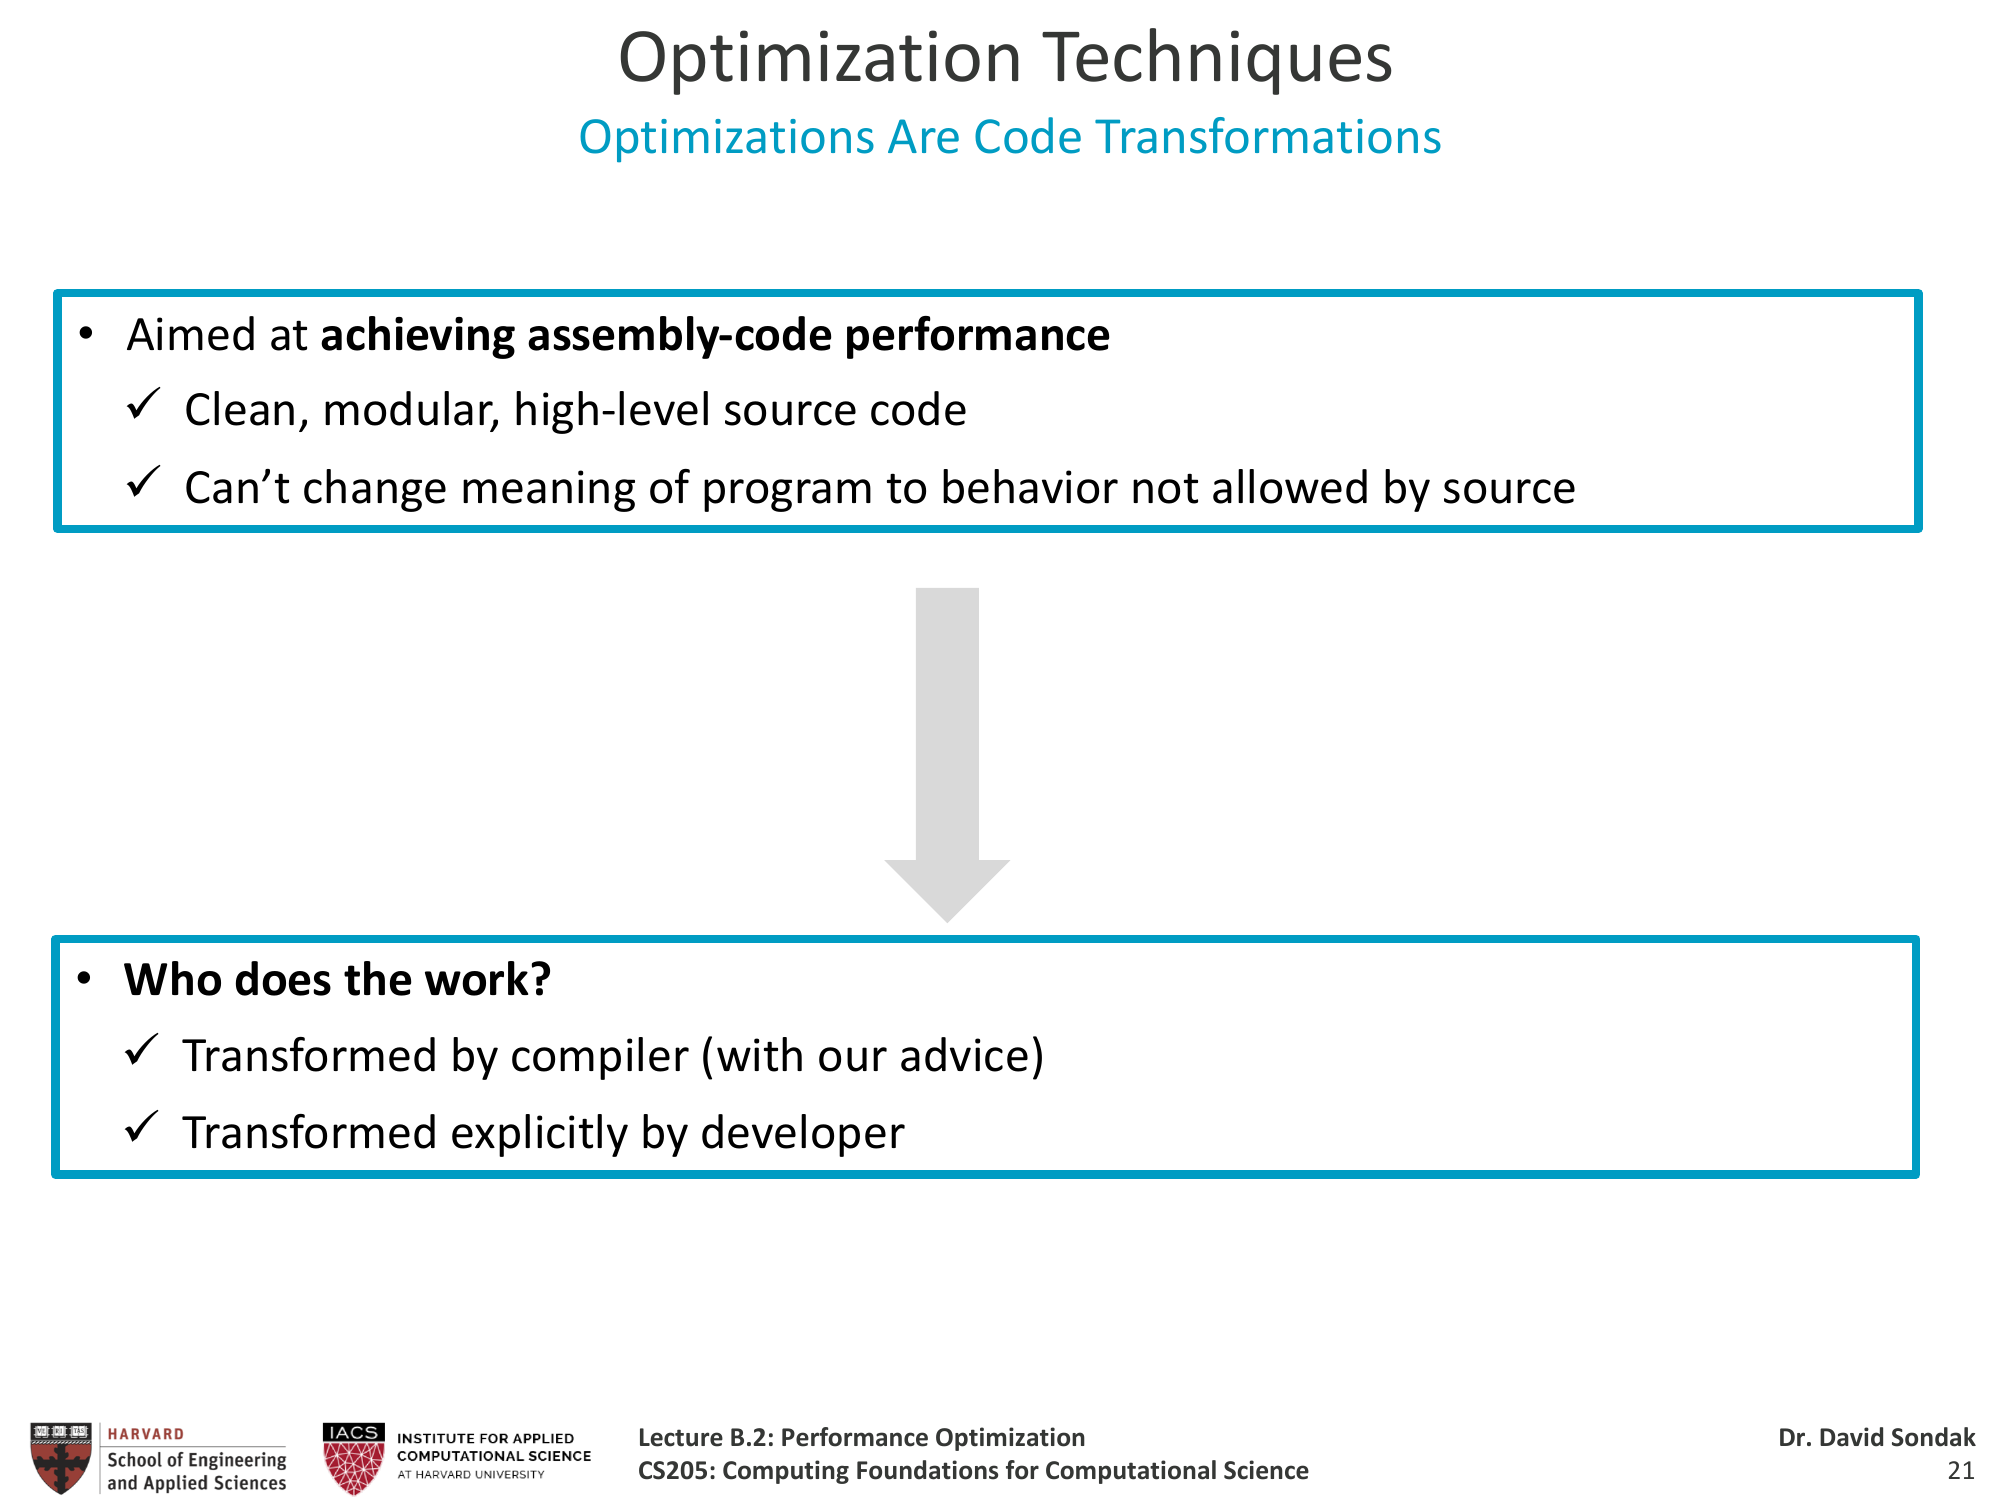 Optimization Techniques
Optimizations Are Code Transformations
• Aimed at achieving assembly-code performance
✓ Clean, modular, high-level source code
✓ Can’t change meaning of program to behavior not allowed by source
• Who does the work?
✓ Transformed by compiler (with our advice)
✓ Transformed explicitly by developer
HARVARD
School of Engineering
and Applied Sciences
IACS
INSTITUTE FOR APPLIED
COMPUTATIONAL SCIENCE
AT HARVARD UNIVERSITY
Lecture B.2: Performance Optimization
CS205: Computing Foundations for Computational Science
Dr. David Sondak
21